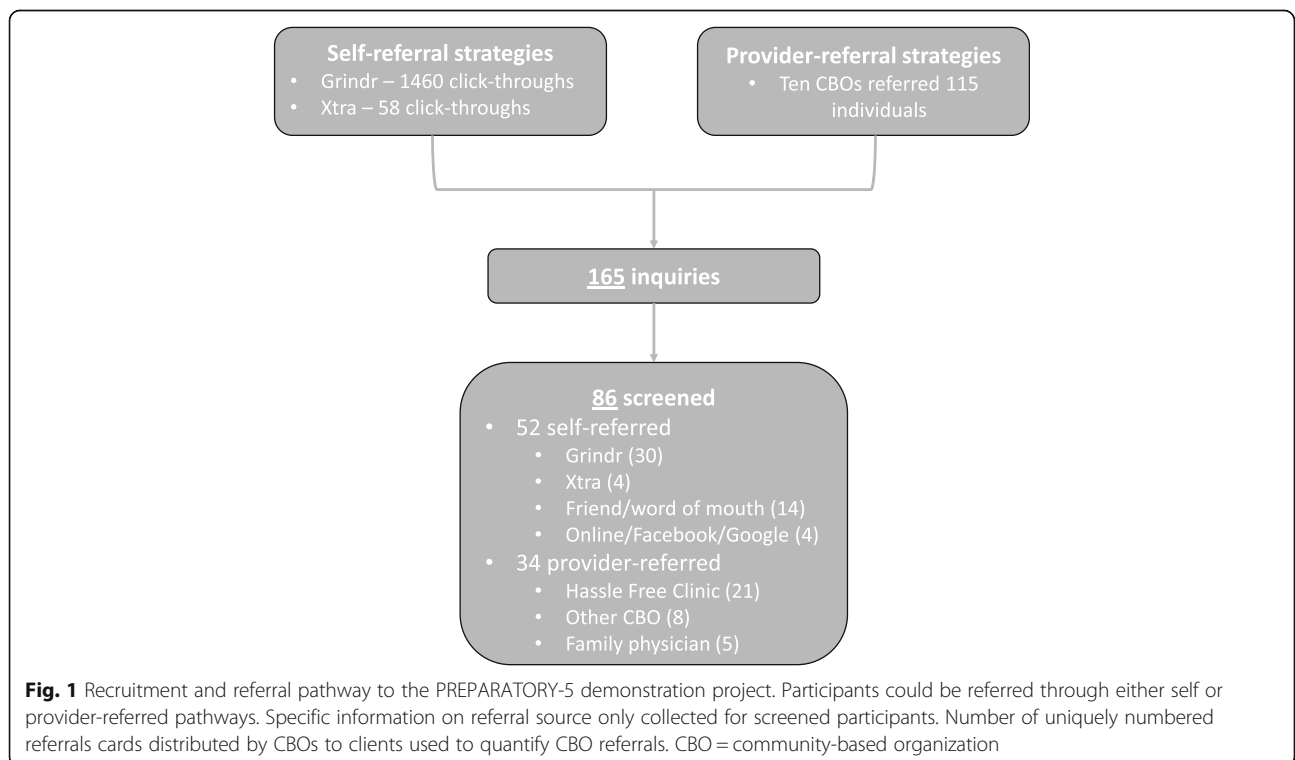 Self-referral strategies
• Grindr – 1460 click-throughs
• Xtra – 58 click-throughs
Provider-referral strategies
• Ten CBOs referred 115
individuals
165 inquiries
86 screened
• 52 self-referred
• Grindr (30)
• Xtra (4)
• Friend/word of mouth (14)
• Online/Facebook/Google (4)
• 34 provider-referred
• Hassle Free Clinic (21)
• Other CBO (8)
• Family physician (5)
Fig. 1 Recruitment and referral pathway to the PREPARATORY-5 demonstration project. Participants could be referred through either self or
provider-referred pathways. Specific information on referral source only collected for screened participants. Number of uniquely numbered
referrals cards distributed by CBOs to clients used to quantify CBO referrals. CBO = community-based organization